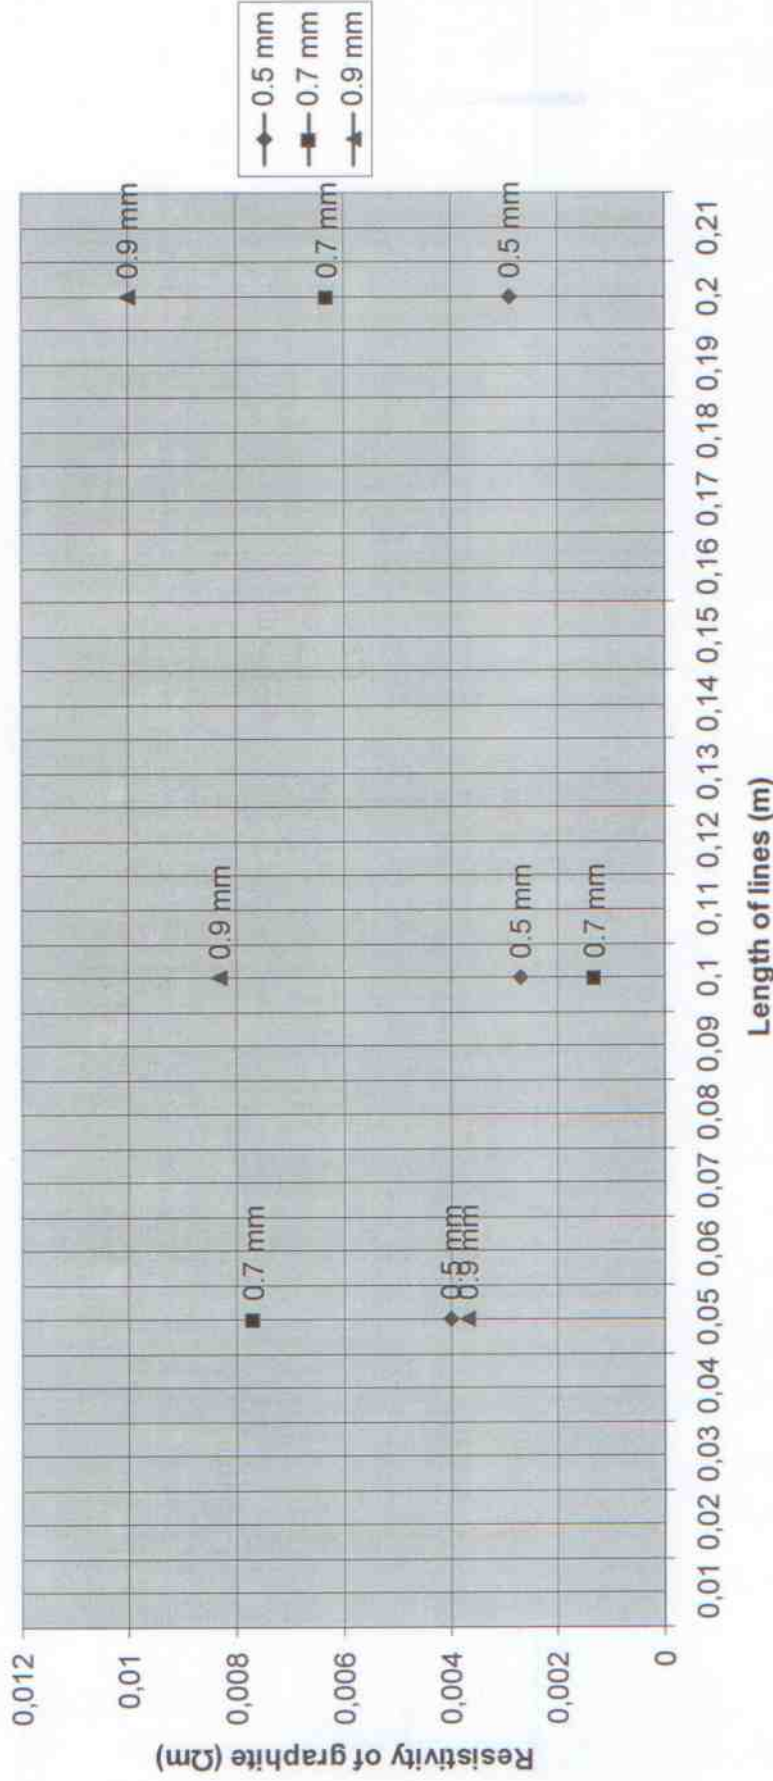 Resistivity of graphite (Ωm)
0,012
0,01
0,008
0,006
0,004
0,002
0
0.9 mm
0.7 mm
0.5 mm
0.9 mm
0.5 mm
0.7 mm
0.7 mm
0.5 mm
0.9 mm
0,01 0,02 0,03 0,04 0,05 0,06 0,07 0,08 0,09 0,1 0,11 0,12 0,13 0,14 0,15 0,16 0,17 0,18 0,19 0,2 0,21
Length of lines (m)
0.5 mm
0.7 mm
0.9 mm